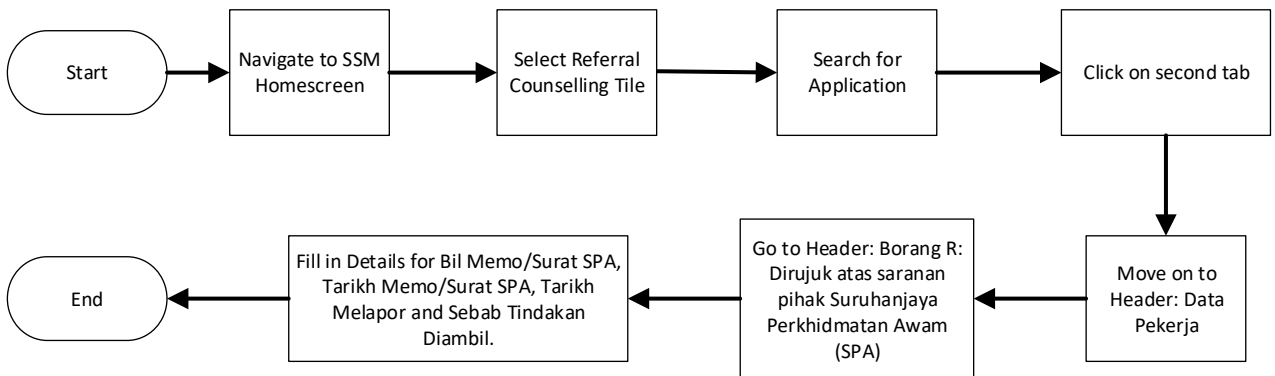 Start
Navigate to SSM
Homescreen
Select Referral
Counselling Tile
Search for
Application
Click on second tab
Move on to
Header: Data
Pekerja
Go to Header: Borang R:
Dirujuk atas saranan
pihak Suruhanjaya
Perkhidmatan Awam
(SPA)
Fill in Details for Bil Memo/Surat SPA,
Tarikh Memo/Surat SPA, Tarikh
Melapor and Sebab Tindakan
Diambil.
End